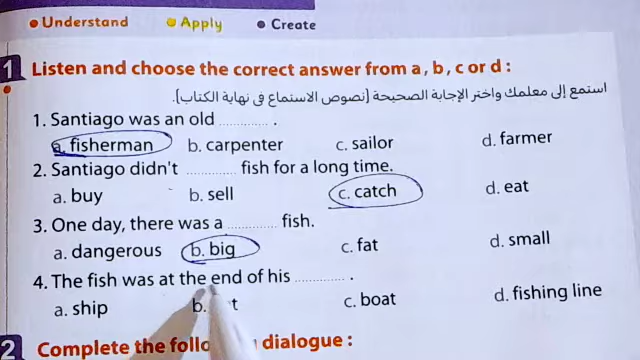 Understand Apply Create
1 Listen and choose the correct answer from a, b, c or d :
استمع إلى معلمك واختر الإجابة الصحيحة (نصوص الاستماع في نهاية الكتاب).
1. Santiago was an old ............ .
a. fisherman b. carpenter c. sailor d. farmer
2. Santiago didn't ............ fish for a long time.
a. buy b. sell c. catch d. eat
3. One day, there was a ............ fish.
a. dangerous b. big c. fat d. small
4. The fish was at the end of his ............ .
a. ship b. c. boat d. fishing line
2 Complete the dialogue :